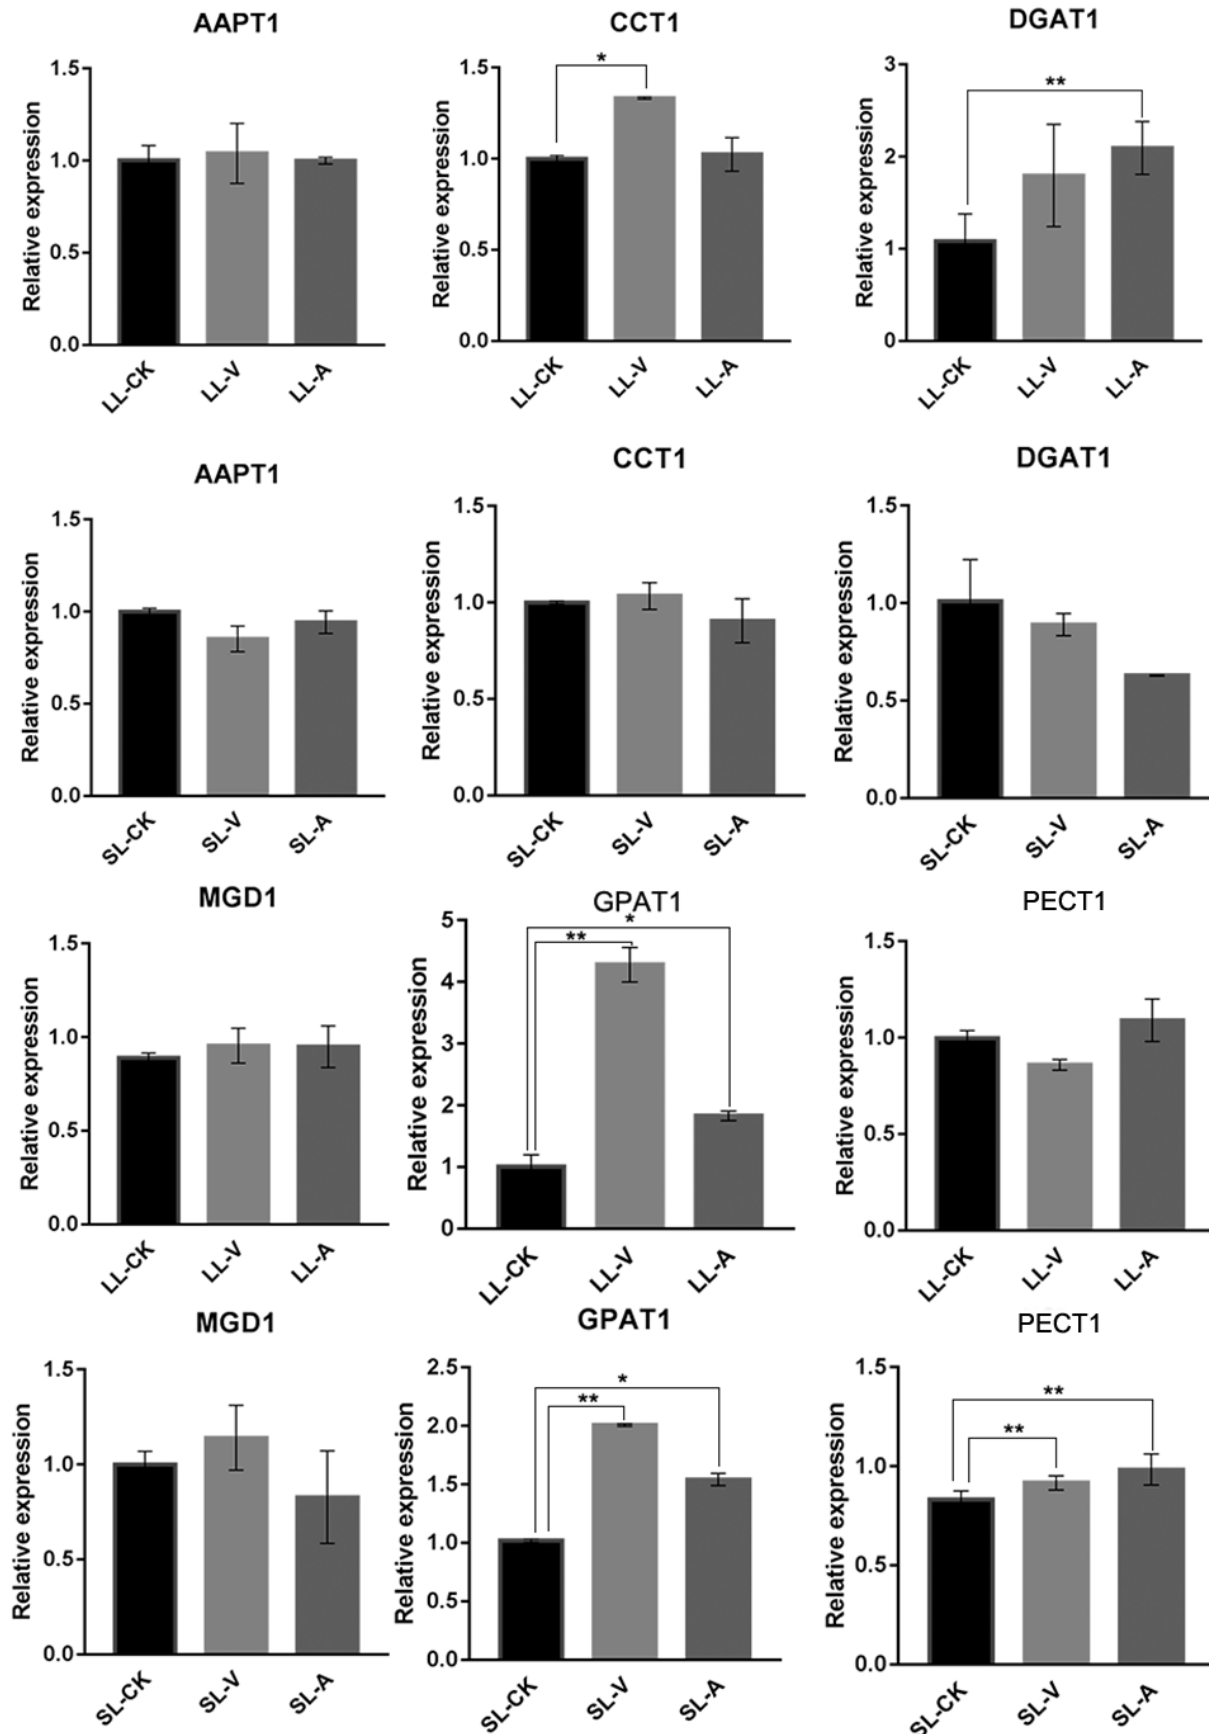 AAPT1
Relative expression
1.5
1.0
0.5
0.0
LL-CK
LL-V
LL-A
CCT1
Relative expression
1.5
1.0
0.5
0.0
*
LL-CK
LL-V
LL-A
DGAT1
Relative expression
3
2
1
0
**
LL-CK
LL-V
LL-A
AAPT1
Relative expression
1.5
1.0
0.5
0.0
SL-CK
SL-V
SL-A
CCT1
Relative expression
1.5
1.0
0.5
0.0
SL-CK
SL-V
SL-A
DGAT1
Relative expression
1.5
1.0
0.5
0.0
SL-CK
SL-V
SL-A
MGD1
Relative expression
1.5
1.0
0.5
0.0
LL-CK
LL-V
LL-A
GPAT1
Relative expression
5
4
3
2
1
0
*
**
LL-CK
LL-V
LL-A
PECT1
Relative expression
1.5
1.0
0.5
0.0
LL-CK
LL-V
LL-A
MGD1
Relative expression
1.5
1.0
0.5
0.0
SL-CK
SL-V
SL-A
GPAT1
Relative expression
2.5
2.0
1.5
1.0
0.5
0.0
*
**
SL-CK
SL-V
SL-A
PECT1
Relative expression
1.5
1.0
0.5
0.0
**
**
SL-CK
SL-V
SL-A